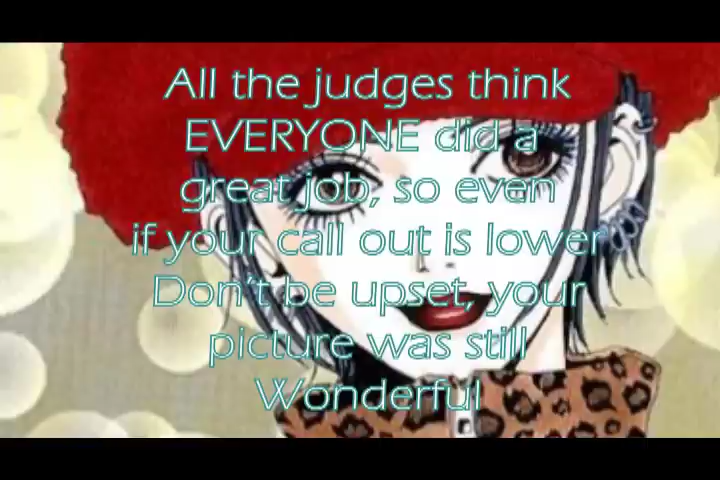 All the judges think
EVERYONE did a
great job, so even
if your call out is lower
Don't be upset, your
picture was still
Wonderful